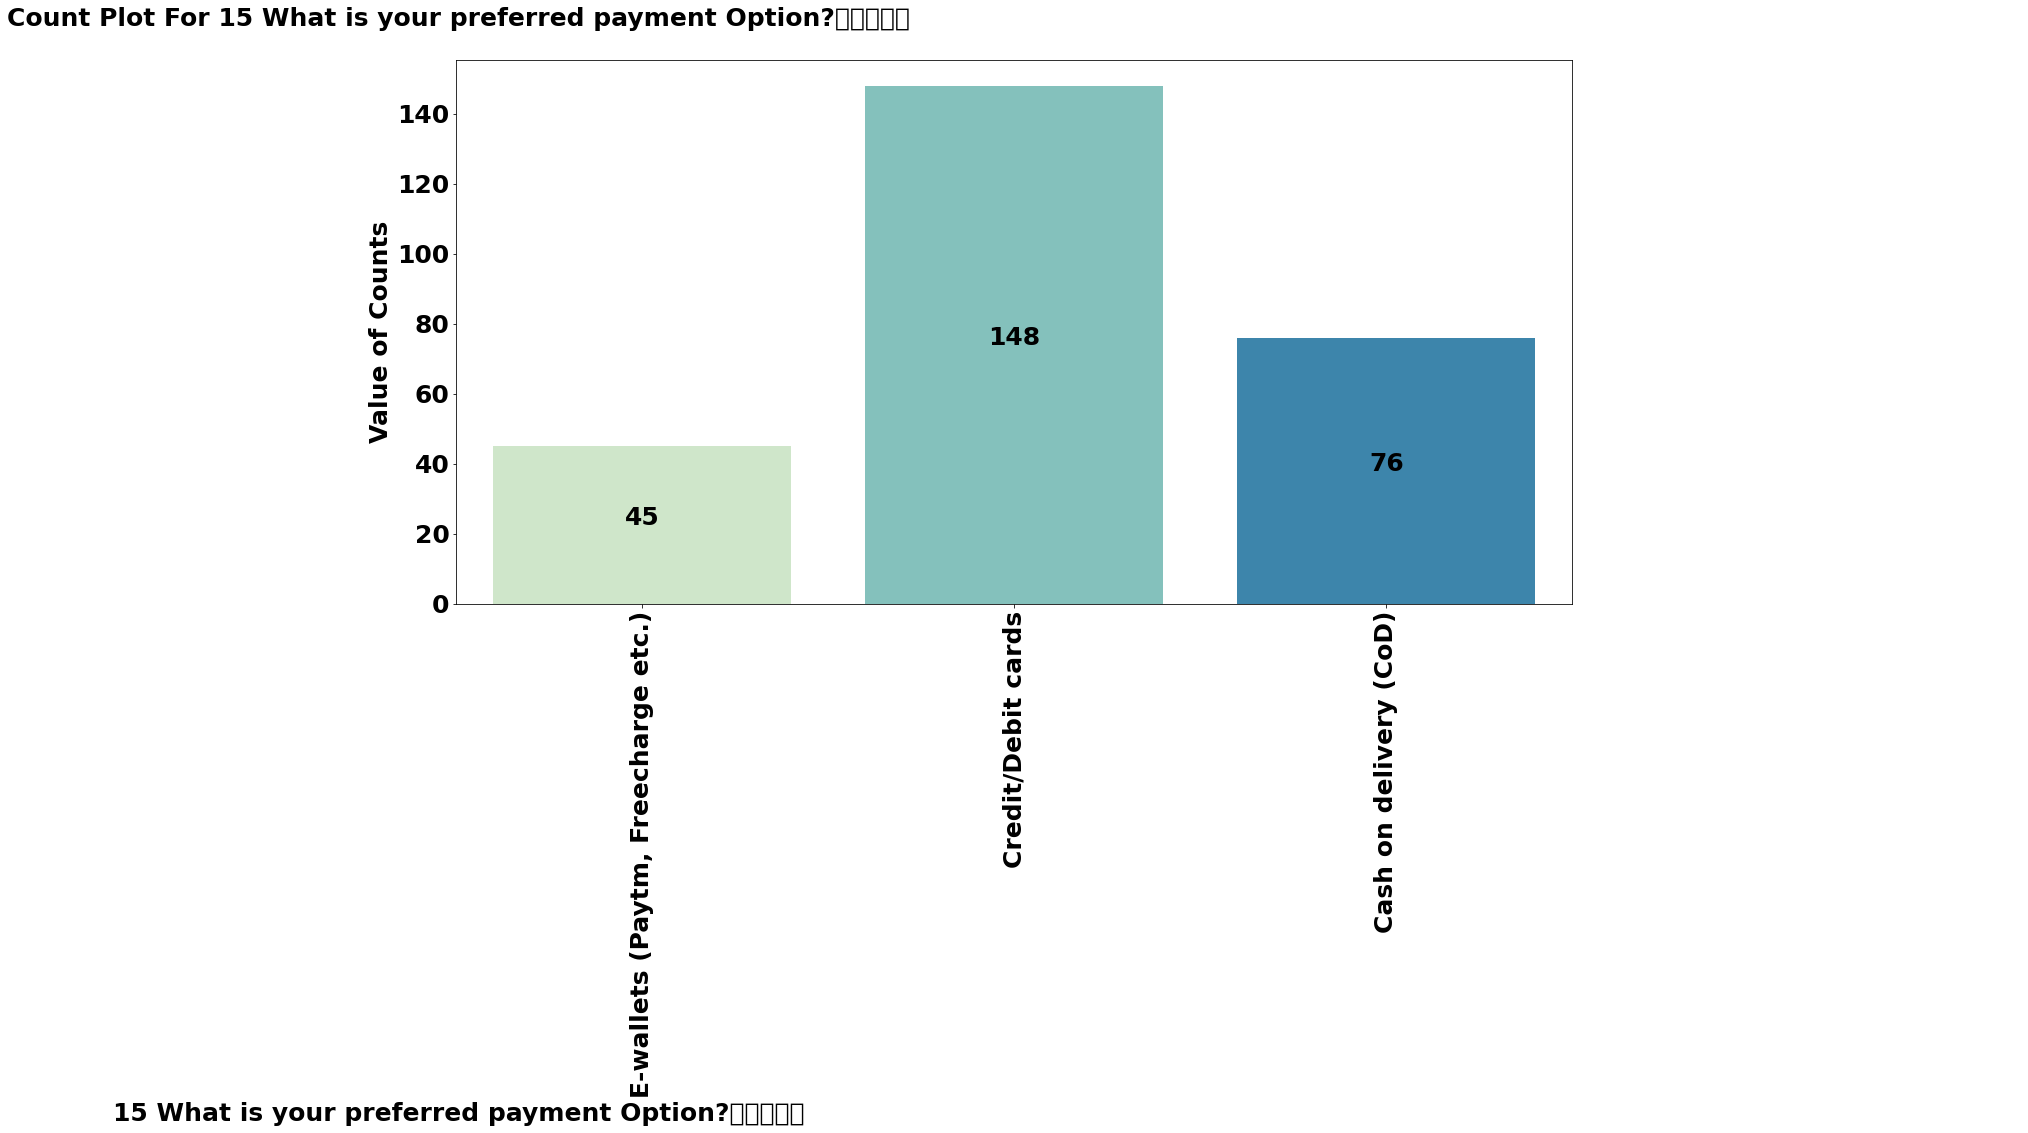 Count Plot For 15 What is your preferred payment Option?
Value of Counts
140
120
100
80
60
40
20
0
45
148
76
E-wallets (Paytm, Freecharge etc.)
Credit/Debit cards
Cash on delivery (CoD)
15 What is your preferred payment Option?